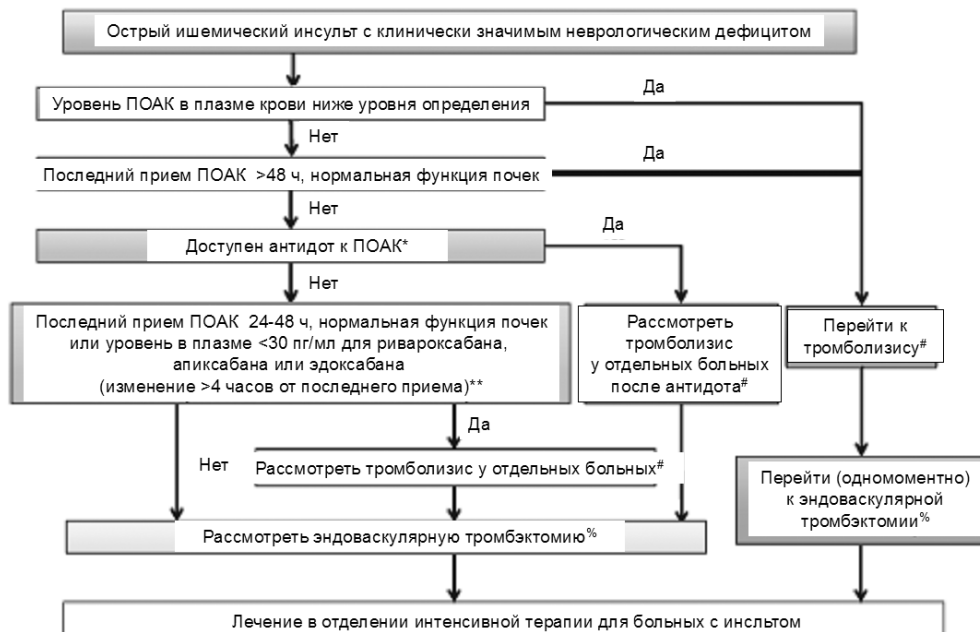 Острый ишемический инсульт с клинически значимым неврологическим дефицитом
Да
Уровень ПОАК в плазме крови ниже уровня определения
Нет
Да
Последний прием ПОАК >48 ч, нормальная функция почек
Нет
Да
Доступен антидот к ПОАК*
Нет
Последний прием ПОАК 24-48 ч, нормальная функция почек
или уровень в плазме <30 пг/мл для ривароксабана,
апиксабана или эдоксабана
(изменение >4 часов от последнего приема)**
Рассмотреть
тромболизис
у отдельных больных
после антидота#
Перейти к
тромболизису#
Да
Нет
Рассмотреть тромболизис у отдельных больных#
Перейти (одномоментно)
к эндоваскулярной
тромбэктомии%
Рассмотреть эндоваскулярную тромбэктомию%
Лечение в отделении интенсивной терапии для больных с инсльтом